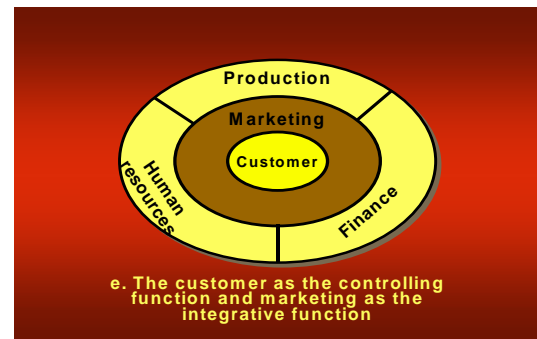 Production
Marketing
Customer
Human
resources
Finance
e. The customer as the controlling
function and marketing as the
integrative function